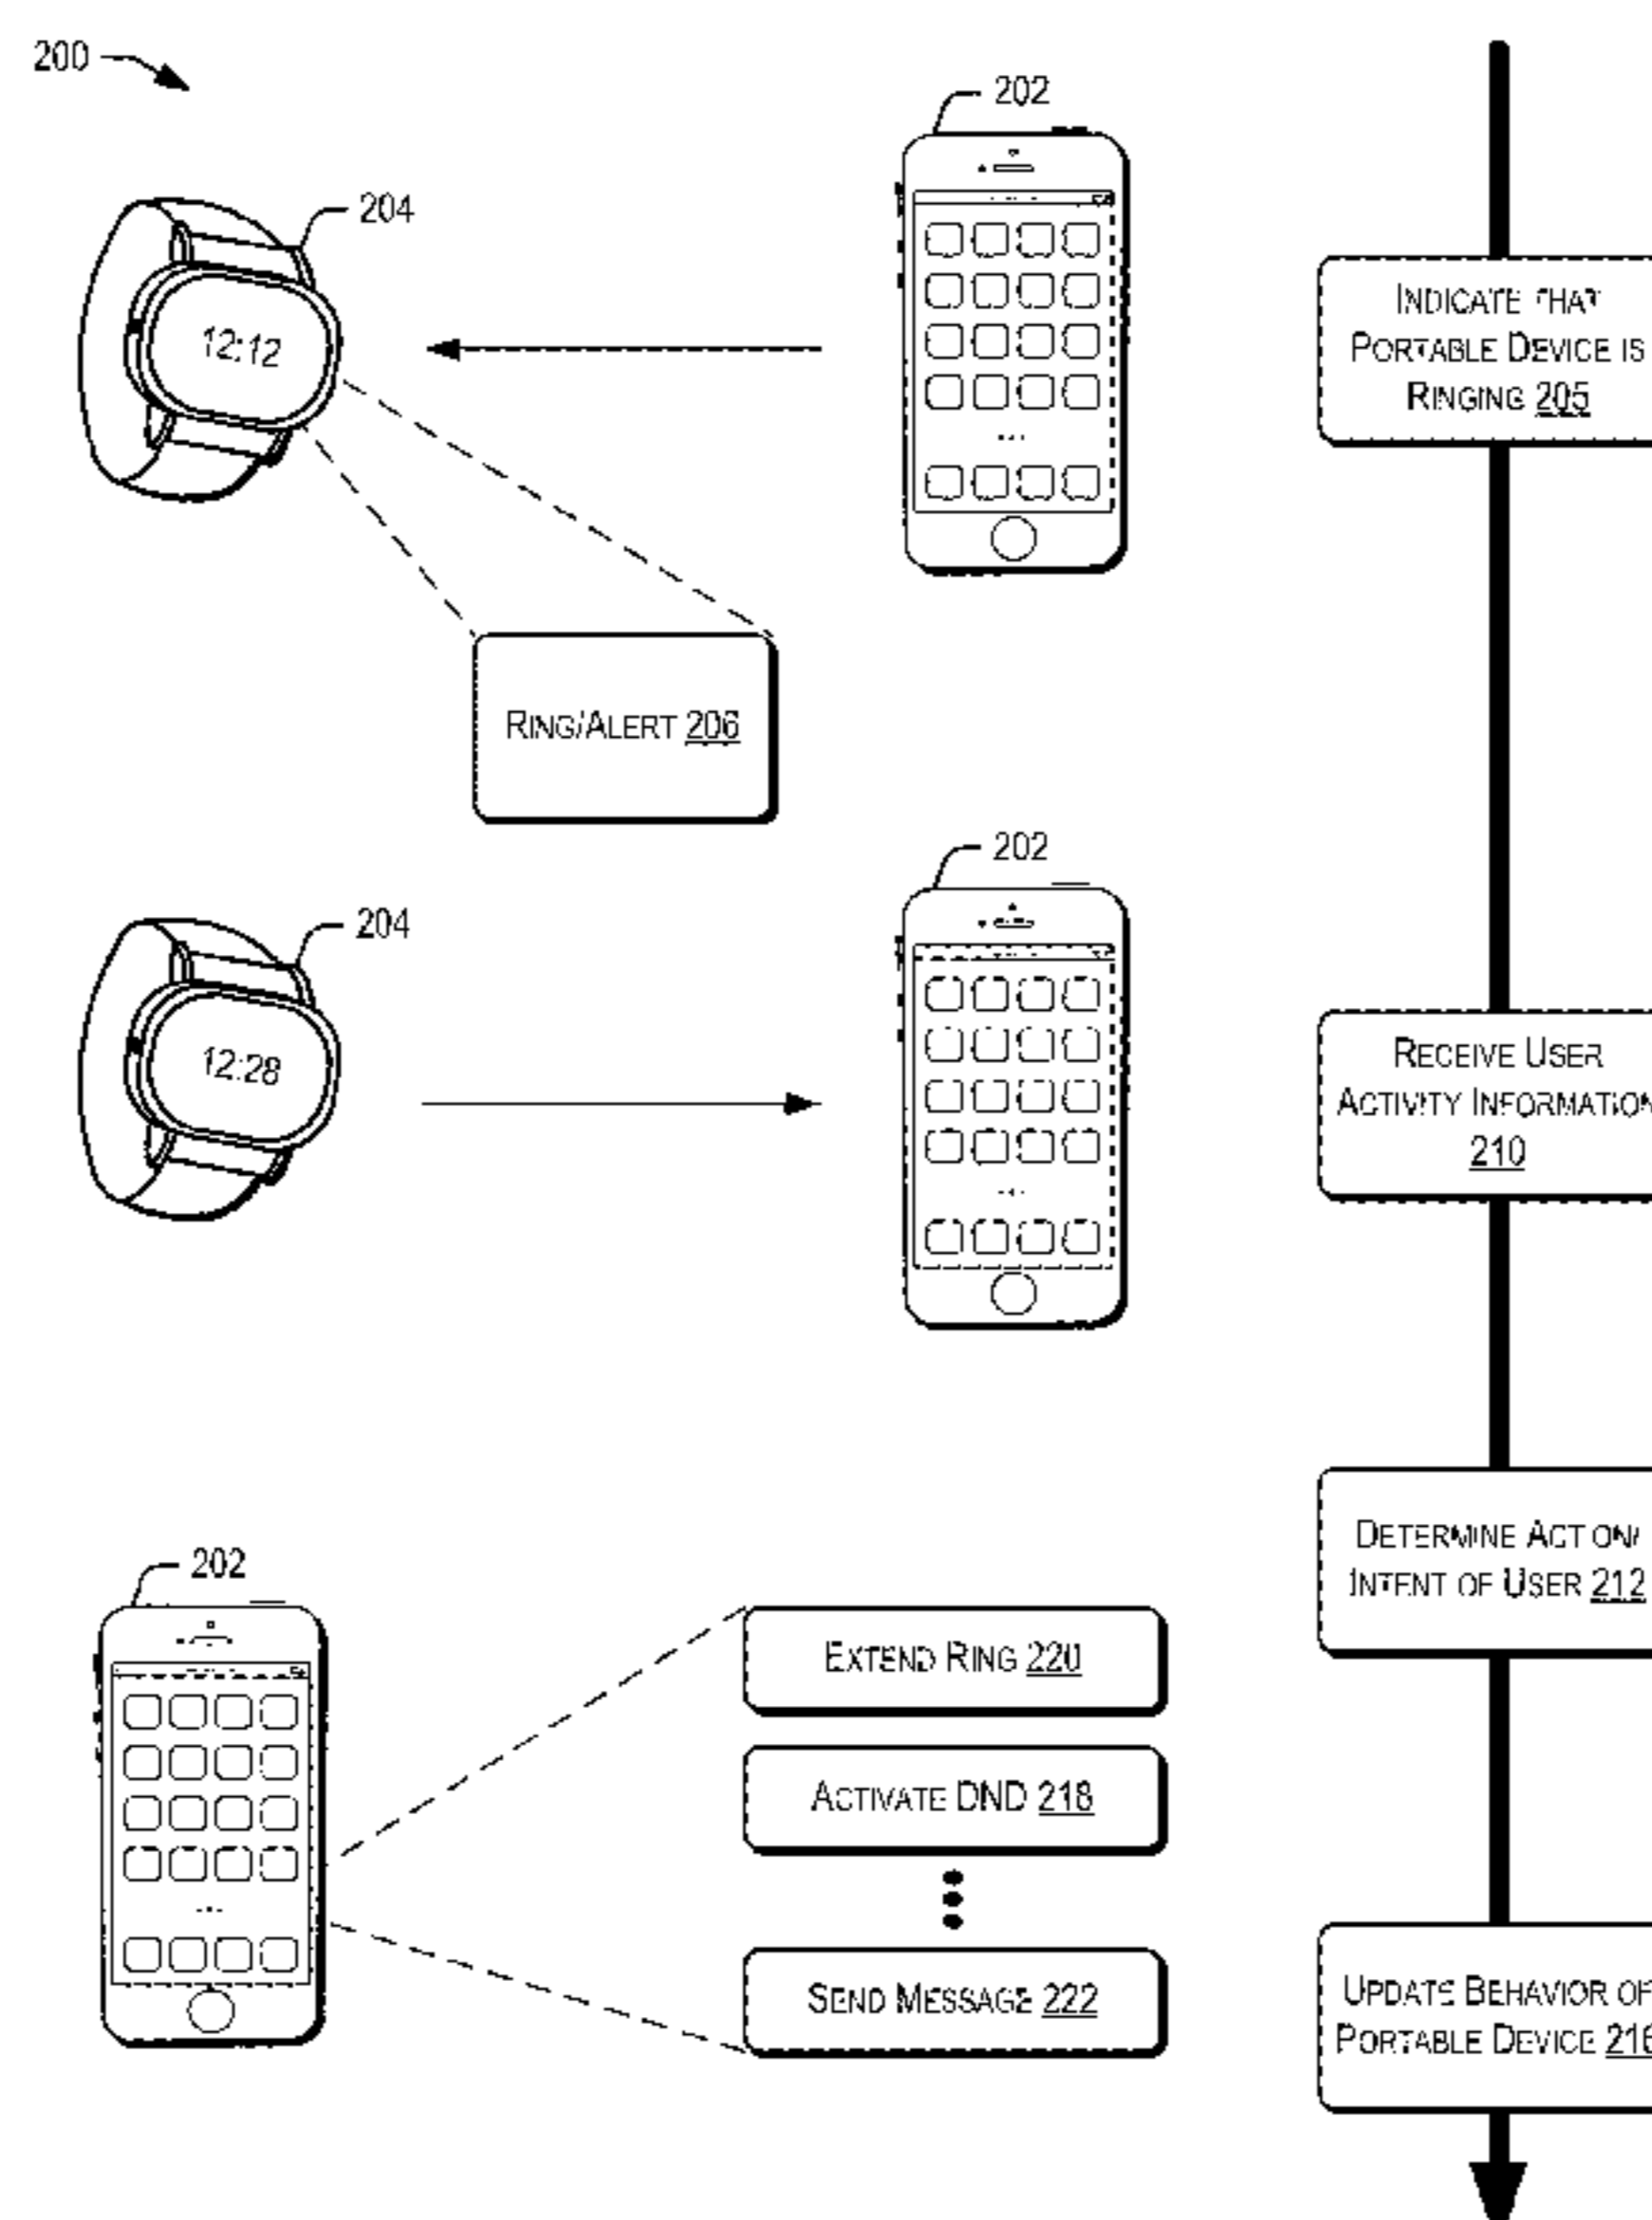 200
202
204
12:12
INDICATE THAT
PORTABLE DEVICE IS
RINGING 205
RING/ALERT 206
202
204
12:28
RECEIVE USER
ACTIVITY INFORMATION
210
DETERMINE ACTION/
INTENT OF USER 212
202
EXTEND RING 220
ACTIVATE DND 218
SEND MESSAGE 222
UPDATE BEHAVIOR OF
PORTABLE DEVICE 216